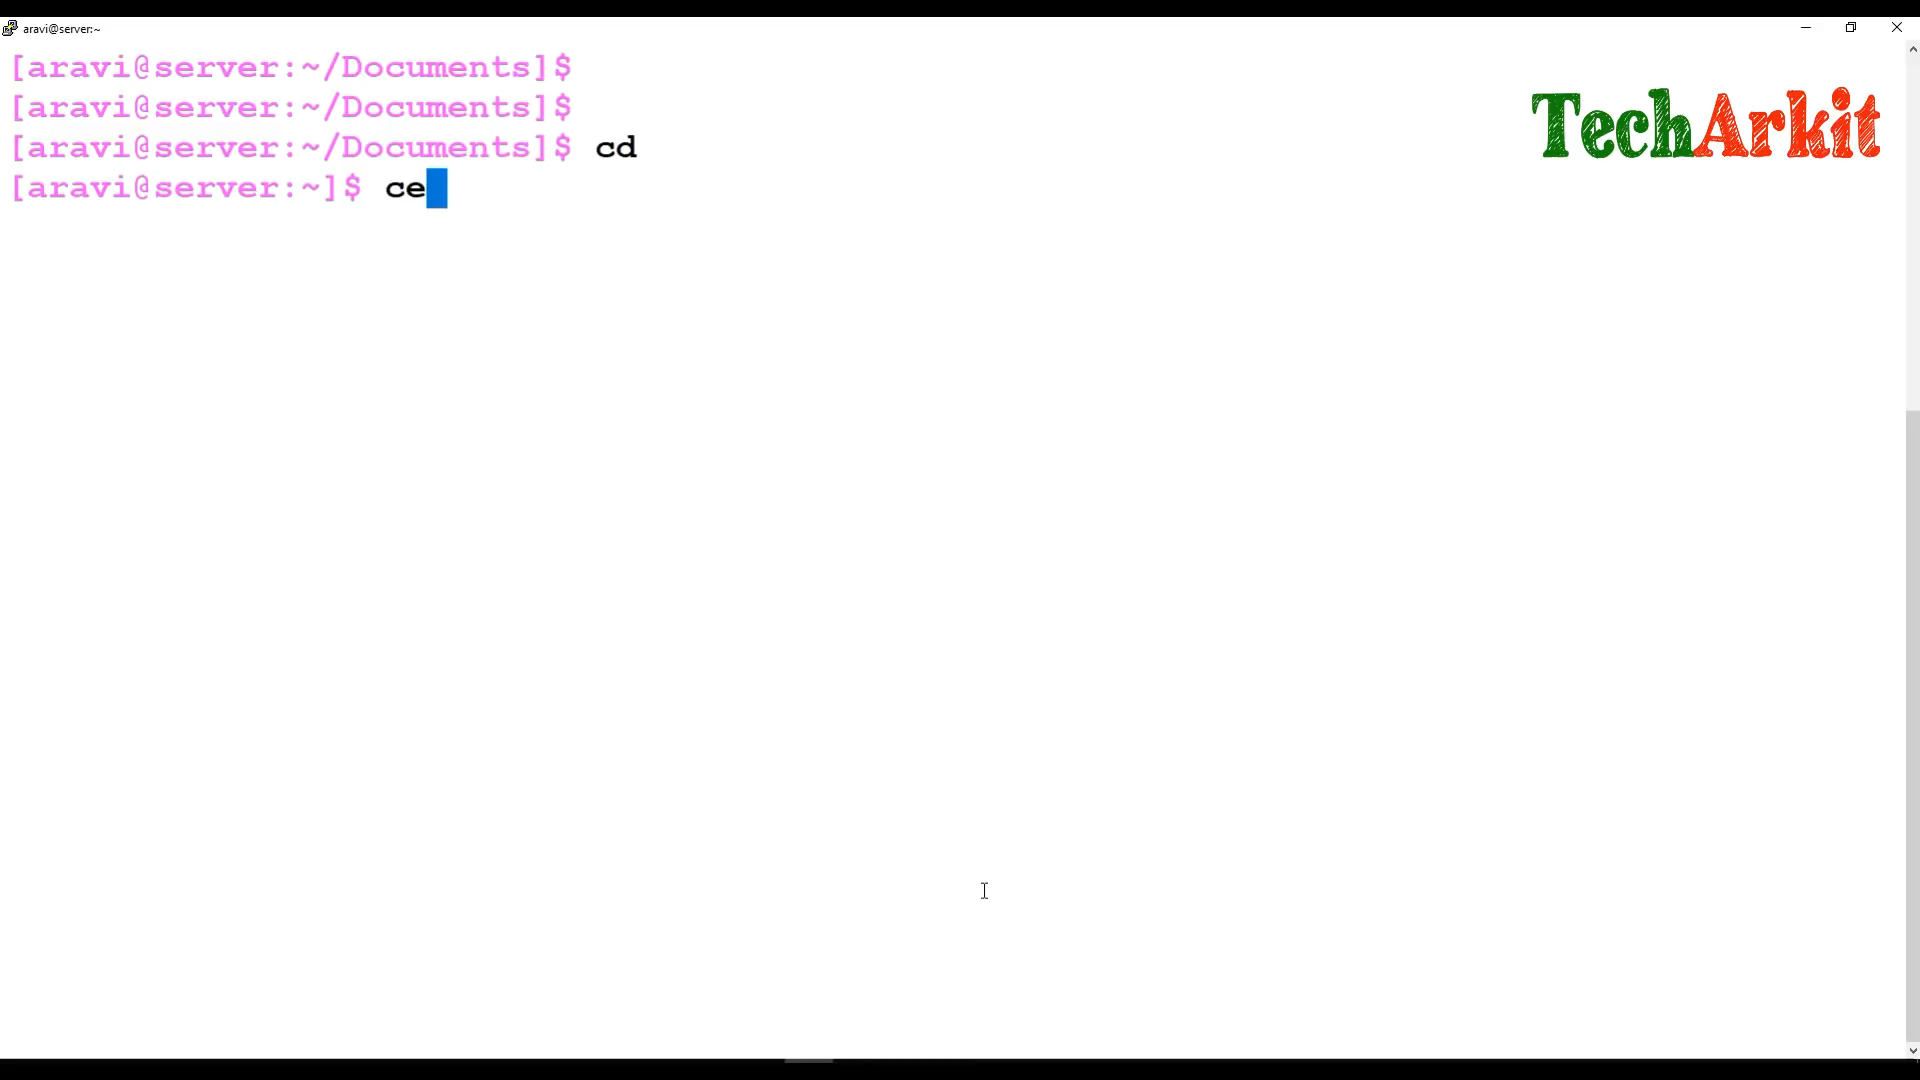 aravi@server:~
[aravi@server:~/Documents]$
[aravi@server:~/Documents]$
[aravi@server:~/Documents]$ cd
[aravi@server:~]$ ce
TechArkit